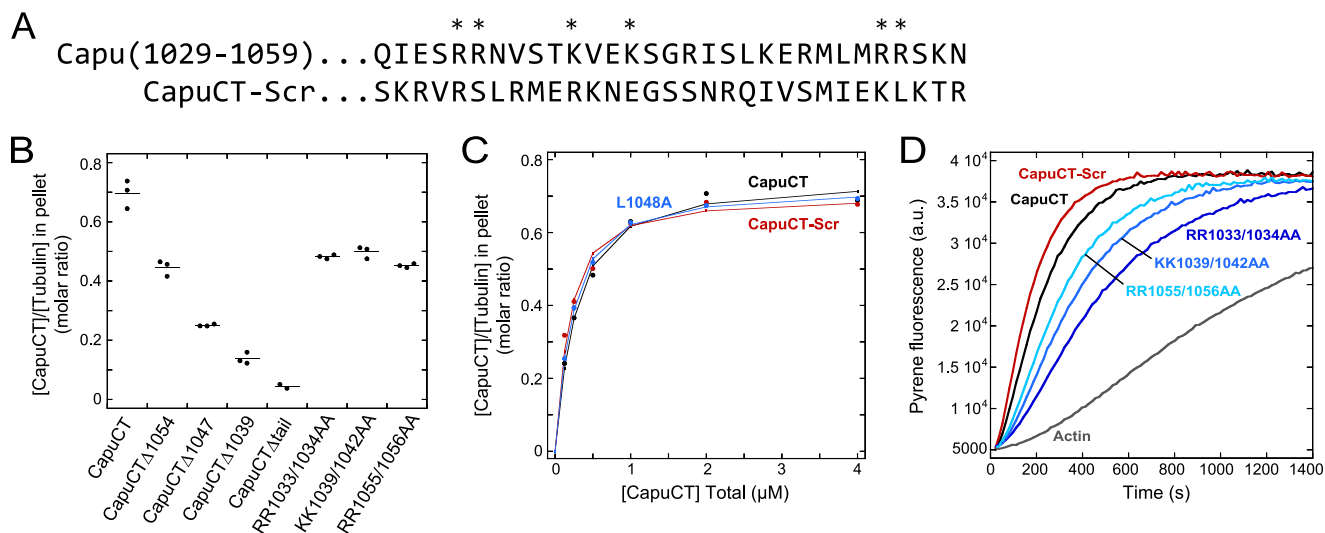 A
* * * * * *
Capu(1029-1059)...QIESRRNVSTKVEKSGRISLKERMLMRRSKN
CapuCT-Scr...SKRVRSLRMERKNEGSSNRQIVSMIEKLKTR
B
[CapuCT]/[Tubulin] in pellet
(molar ratio)
0.8
0.6
0.4
0.2
0
CapuCT
CapuCTΔ1054
CapuCTΔ1047
CapuCTΔ1039
CapuCTΔtail
RR1033/1034AA
KK1039/1042AA
RR1055/1056AA
C
[CapuCT]/[Tubulin] in pellet
(molar ratio)
0.8
0.6
0.4
0.2
0
CapuCT
L1048A
CapuCT-Scr
0 1 2 3 4
[CapuCT] Total (µM)
D
Pyrene fluorescence (a.u.)
4 10⁴
3.5 10⁴
3 10⁴
2.5 10⁴
2 10⁴
1.5 10⁴
1 10⁴
5000
CapuCT-Scr
CapuCT
RR1033/1034AA
KK1039/1042AA
RR1055/1056AA
Actin
0 200 400 600 800 1000 1200 1400
Time (s)